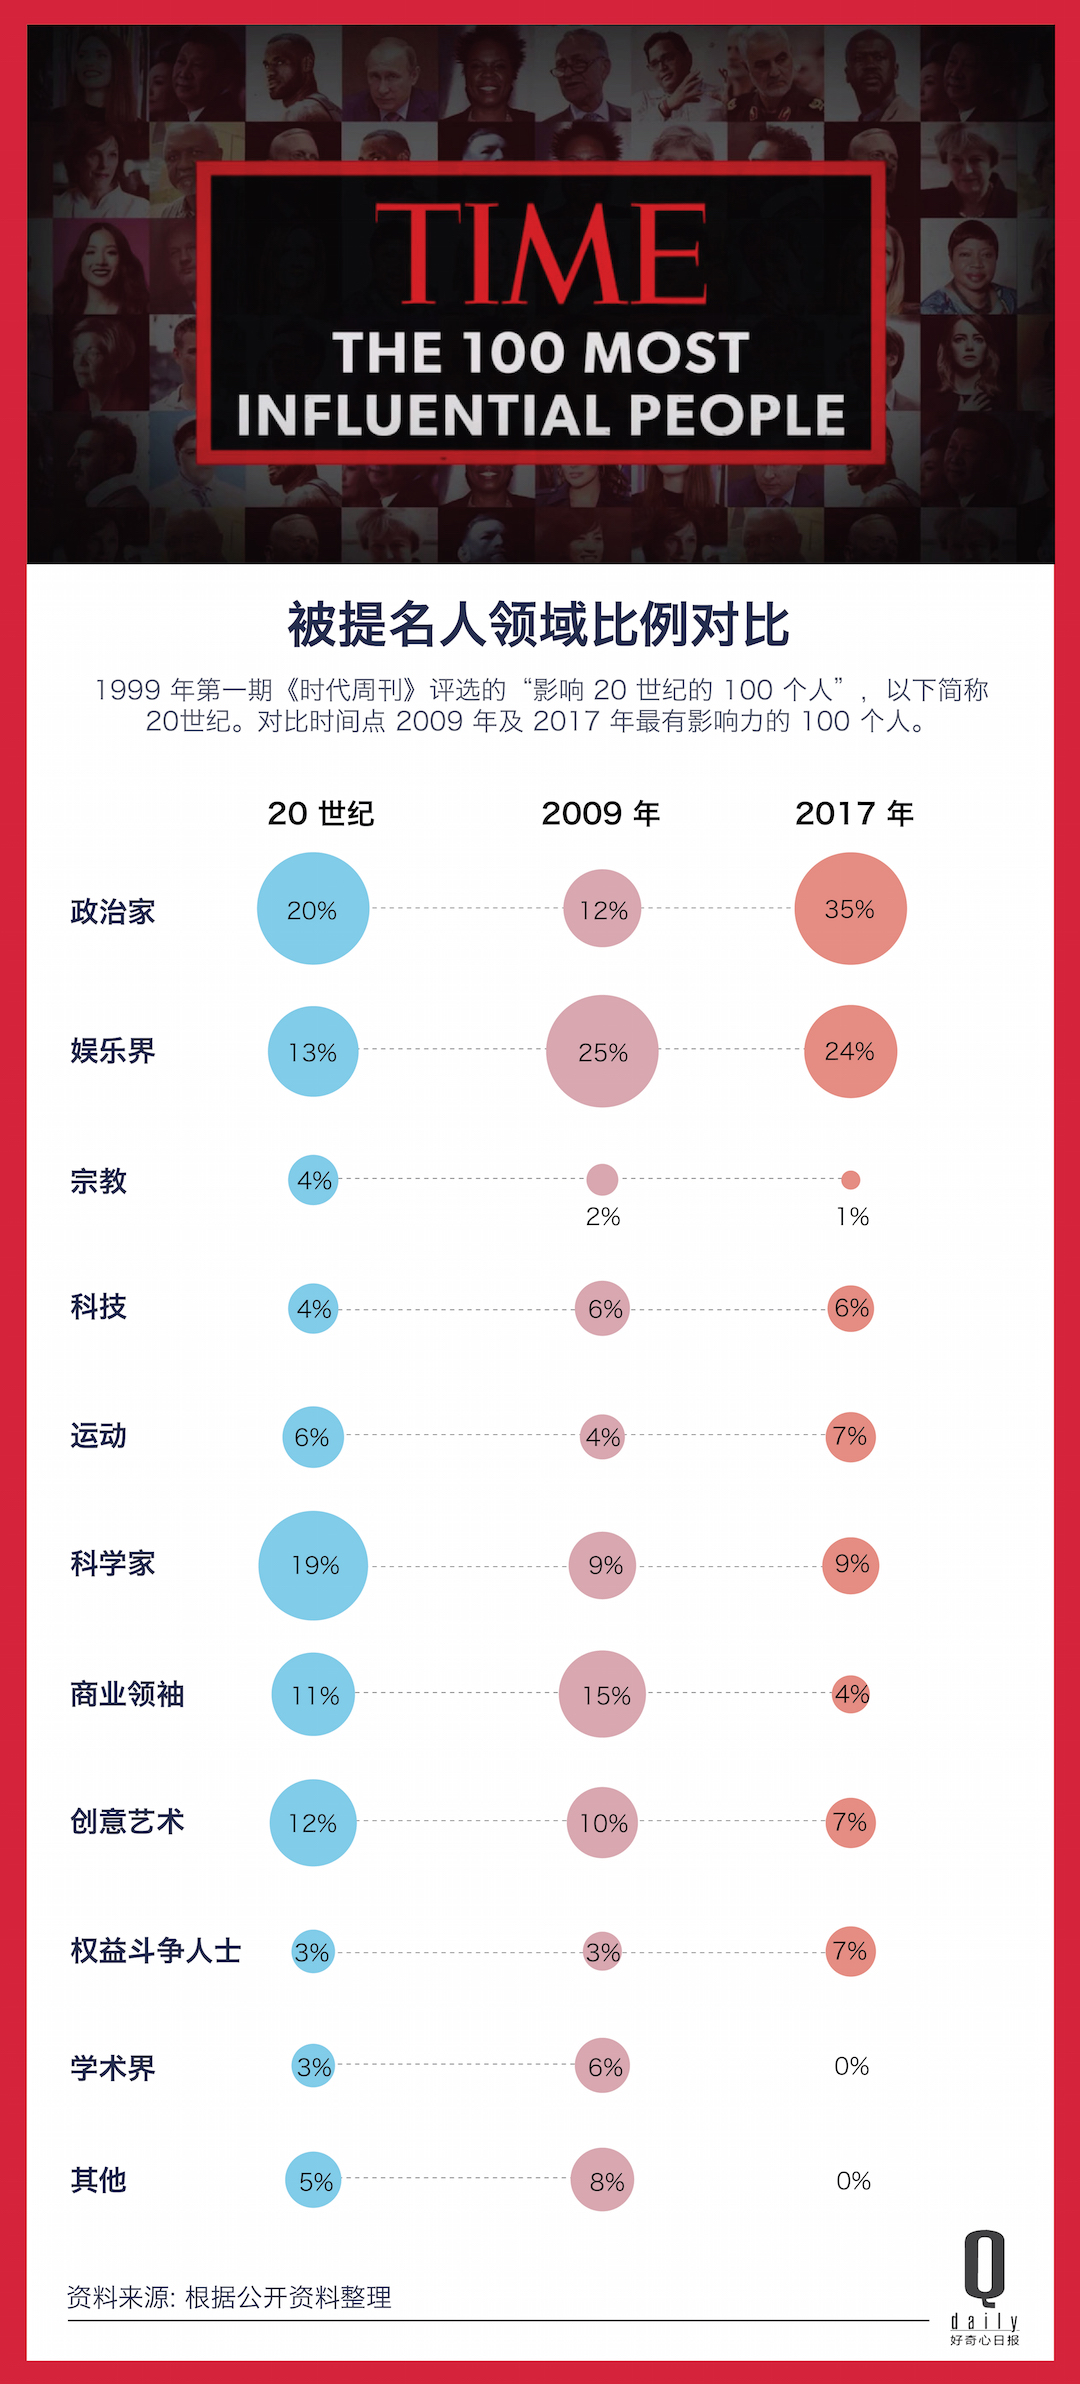 TIME
THE 100 MOST
INFLUENTIAL PEOPLE
被提名人领域比例对比
1999 年第一期《时代周刊》评选的“影响 20 世纪的 100 个人”，以下简称
20世纪。对比时间点 2009 年及 2017 年最有影响力的 100 个人。
20 世纪 2009 年 2017 年
政治家 20% 12% 35%
娱乐界 13% 25% 24%
宗教 4% 2% 1%
科技 4% 6% 6%
运动 6% 4% 7%
科学家 19% 9% 9%
商业领袖 11% 15% 4%
创意艺术 12% 10% 7%
权益斗争人士 3% 3% 7%
学术界 3% 6% 0%
其他 5% 8% 0%
资料来源: 根据公开资料整理
Q
daily
好奇心日报